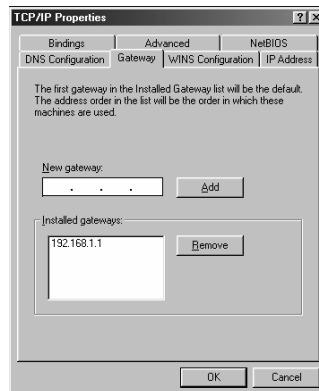 TCP/IP Properties
Bindings
Advanced
NetBIOS
DNS Configuration
Gateway
WINS Configuration
IP Address
The first gateway in the Installed Gateway list will be the default.
The address order in the list will be the order in which these
machines are used.
New gateway:
. . .
Add
Installed gateways:
192.168.1.1
Remove
OK
Cancel